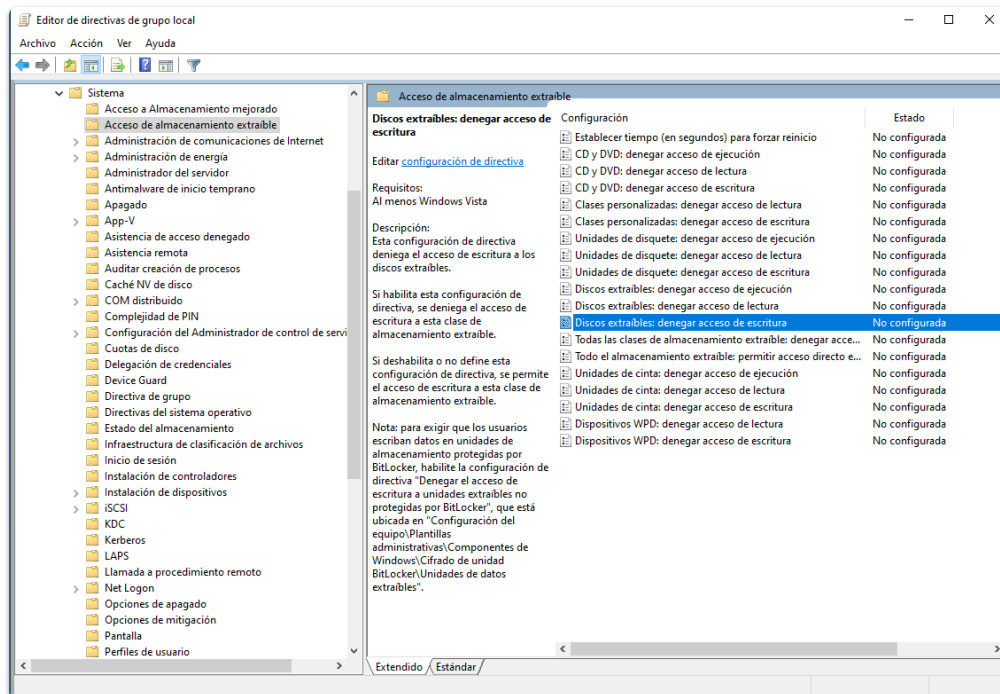 Editor de directivas de grupo local
Archivo Acción Ver Ayuda
Sistema
Acceso a Almacenamiento mejorado
Acceso de almacenamiento extraíble
Administración de comunicaciones de Internet
Administración de energía
Administrador del servidor
Antimalware de inicio temprano
Apagado
App-V
Asistencia de acceso denegado
Asistencia remota
Auditar creación de procesos
Caché NV de disco
COM distribuido
Complejidad de PIN
Configuración del Administrador de control de servi
Cuotas de disco
Delegación de credenciales
Device Guard
Directiva de grupo
Directivas del sistema operativo
Estado del almacenamiento
Infraestructura de clasificación de archivos
Inicio de sesión
Instalación de controladores
Instalación de dispositivos
iSCSI
KDC
Kerberos
LAPS
Llamada a procedimiento remoto
Net Logon
Opciones de apagado
Opciones de mitigación
Pantalla
Perfiles de usuario
Acceso de almacenamiento extraíble
Discos extraíbles: denegar acceso de
escritura
Editar configuración de directiva
Requisitos:
Al menos Windows Vista
Descripción:
Esta configuración de directiva
deniega el acceso de escritura a los
discos extraíbles.
Si habilita esta configuración de
directiva, se deniega el acceso de
escritura a esta clase de
almacenamiento extraíble.
Si deshabilita o no define esta
configuración de directiva, se permite
el acceso de escritura a esta clase de
almacenamiento extraíble.
Nota: para exigir que los usuarios
escriban datos en unidades de
almacenamiento protegidas por
BitLocker, habilite la configuración de
directiva "Denegar el acceso de
escritura a unidades extraíbles no
protegidas por BitLocker", que está
ubicada en "Configuración del
equipo\Plantillas
administrativas\Componentes de
Windows\Cifrado de unidad
BitLocker\Unidades de datos
extraíbles".
Configuración Estado
Establecer tiempo (en segundos) para forzar reinicio No configurada
CD y DVD: denegar acceso de ejecución No configurada
CD y DVD: denegar acceso de lectura No configurada
CD y DVD: denegar acceso de escritura No configurada
Clases personalizadas: denegar acceso de lectura No configurada
Clases personalizadas: denegar acceso de escritura No configurada
Unidades de disquete: denegar acceso de ejecución No configurada
Unidades de disquete: denegar acceso de lectura No configurada
Unidades de disquete: denegar acceso de escritura No configurada
Discos extraíbles: denegar acceso de ejecución No configurada
Discos extraíbles: denegar acceso de lectura No configurada
Discos extraíbles: denegar acceso de escritura No configurada
Todas las clases de almacenamiento extraíble: denegar acce... No configurada
Todo el almacenamiento extraíble: permitir acceso directo e... No configurada
Unidades de cinta: denegar acceso de ejecución No configurada
Unidades de cinta: denegar acceso de lectura No configurada
Unidades de cinta: denegar acceso de escritura No configurada
Dispositivos WPD: denegar acceso de lectura No configurada
Dispositivos WPD: denegar acceso de escritura No configurada
Extendido Estándar